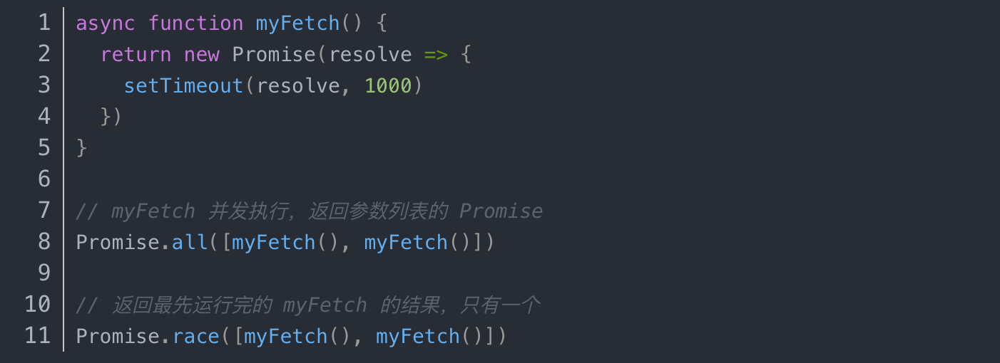 1 async function myFetch() {
2   return new Promise(resolve => {
3     setTimeout(resolve, 1000)
4   })
5 }
6
7 // myFetch 并发执行，返回参数列表的 Promise
8 Promise.all([myFetch(), myFetch()])
9
10 // 返回最先运行完的 myFetch 的结果，只有一个
11 Promise.race([myFetch(), myFetch()])